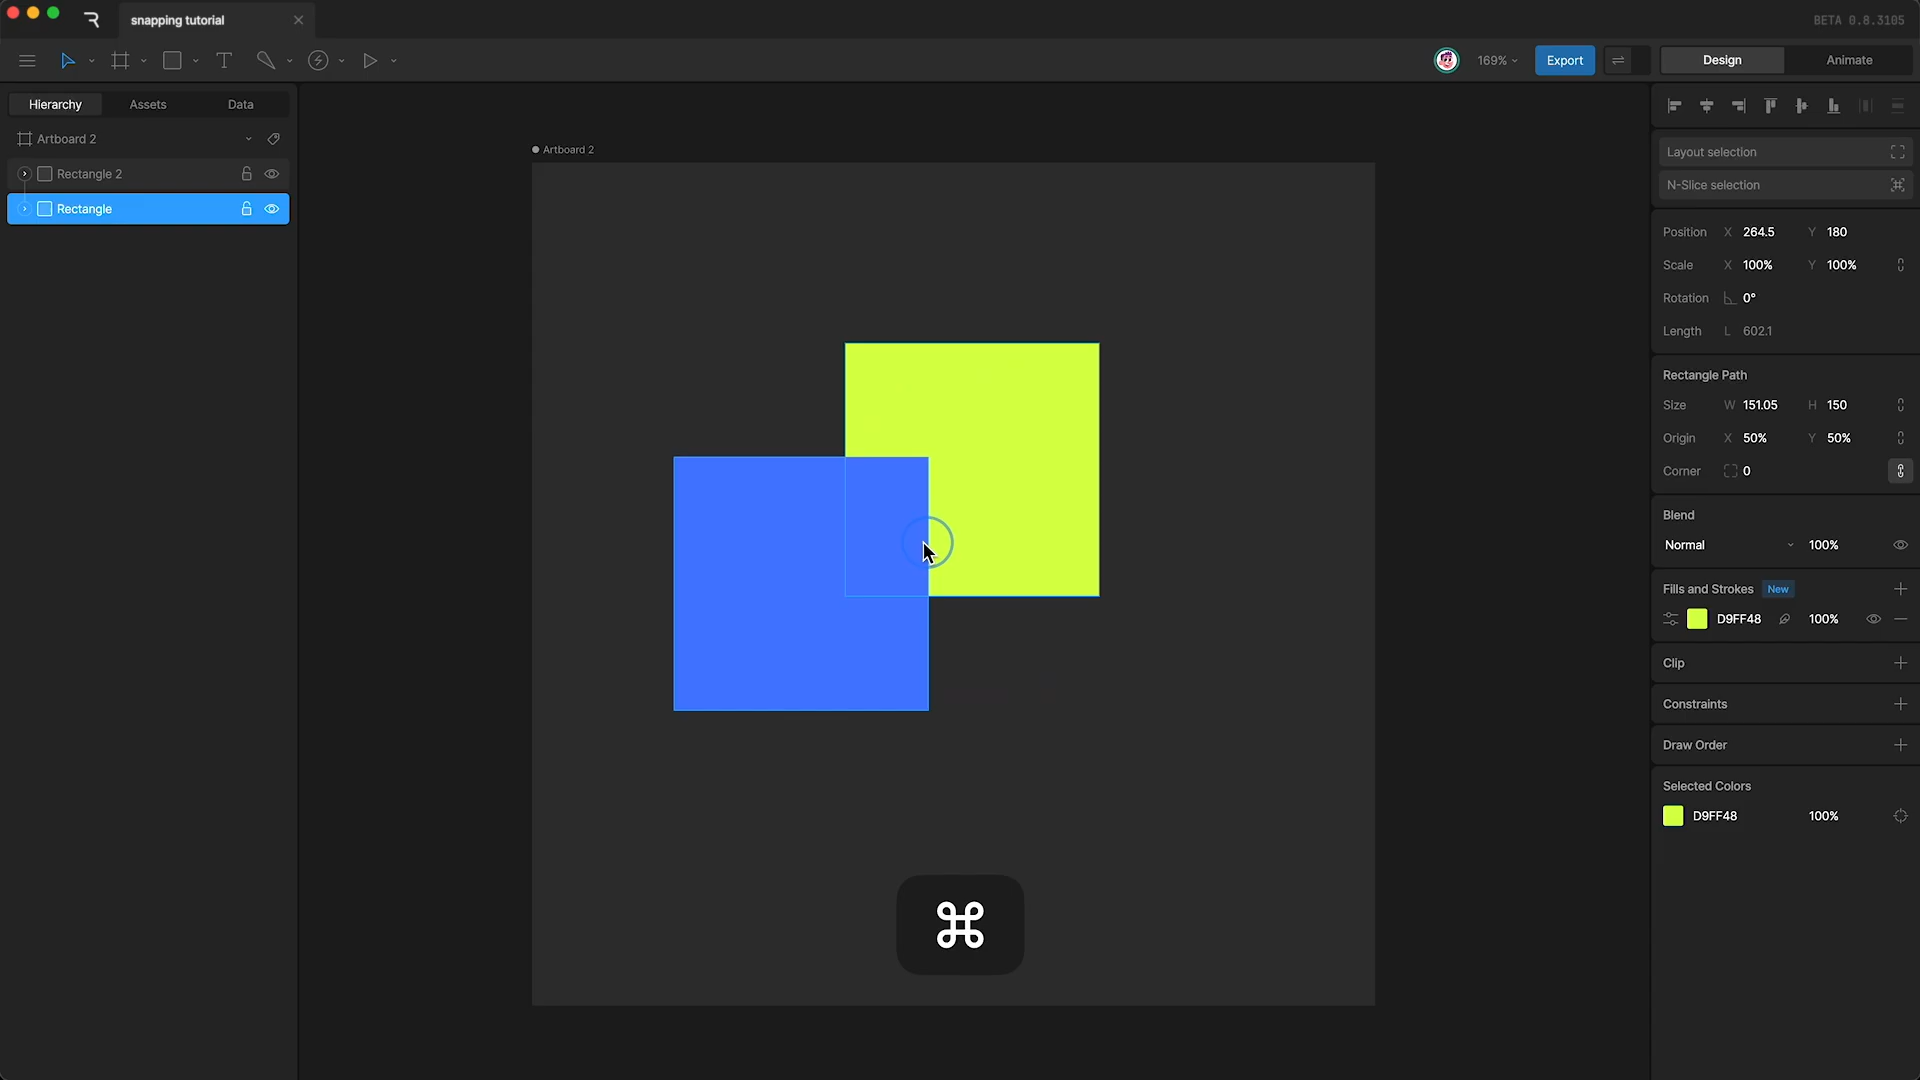 snapping tutorial
BETA 0.8.3105
169%
Export
Design
Animate
Hierarchy
Assets
Data
Artboard 2
Rectangle 2
Rectangle
Artboard 2
Layout selection
N-Slice selection
Position X 264.5 Y 180
Scale X 100% Y 100%
Rotation 0°
Length L 602.1
Rectangle Path
Size W 151.05 H 150
Origin X 50% Y 50%
Corner 0
Blend
Normal 100%
Fills and Strokes New
D9FF48 100%
Clip
Constraints
Draw Order
Selected Colors
D9FF48 100%
⌘